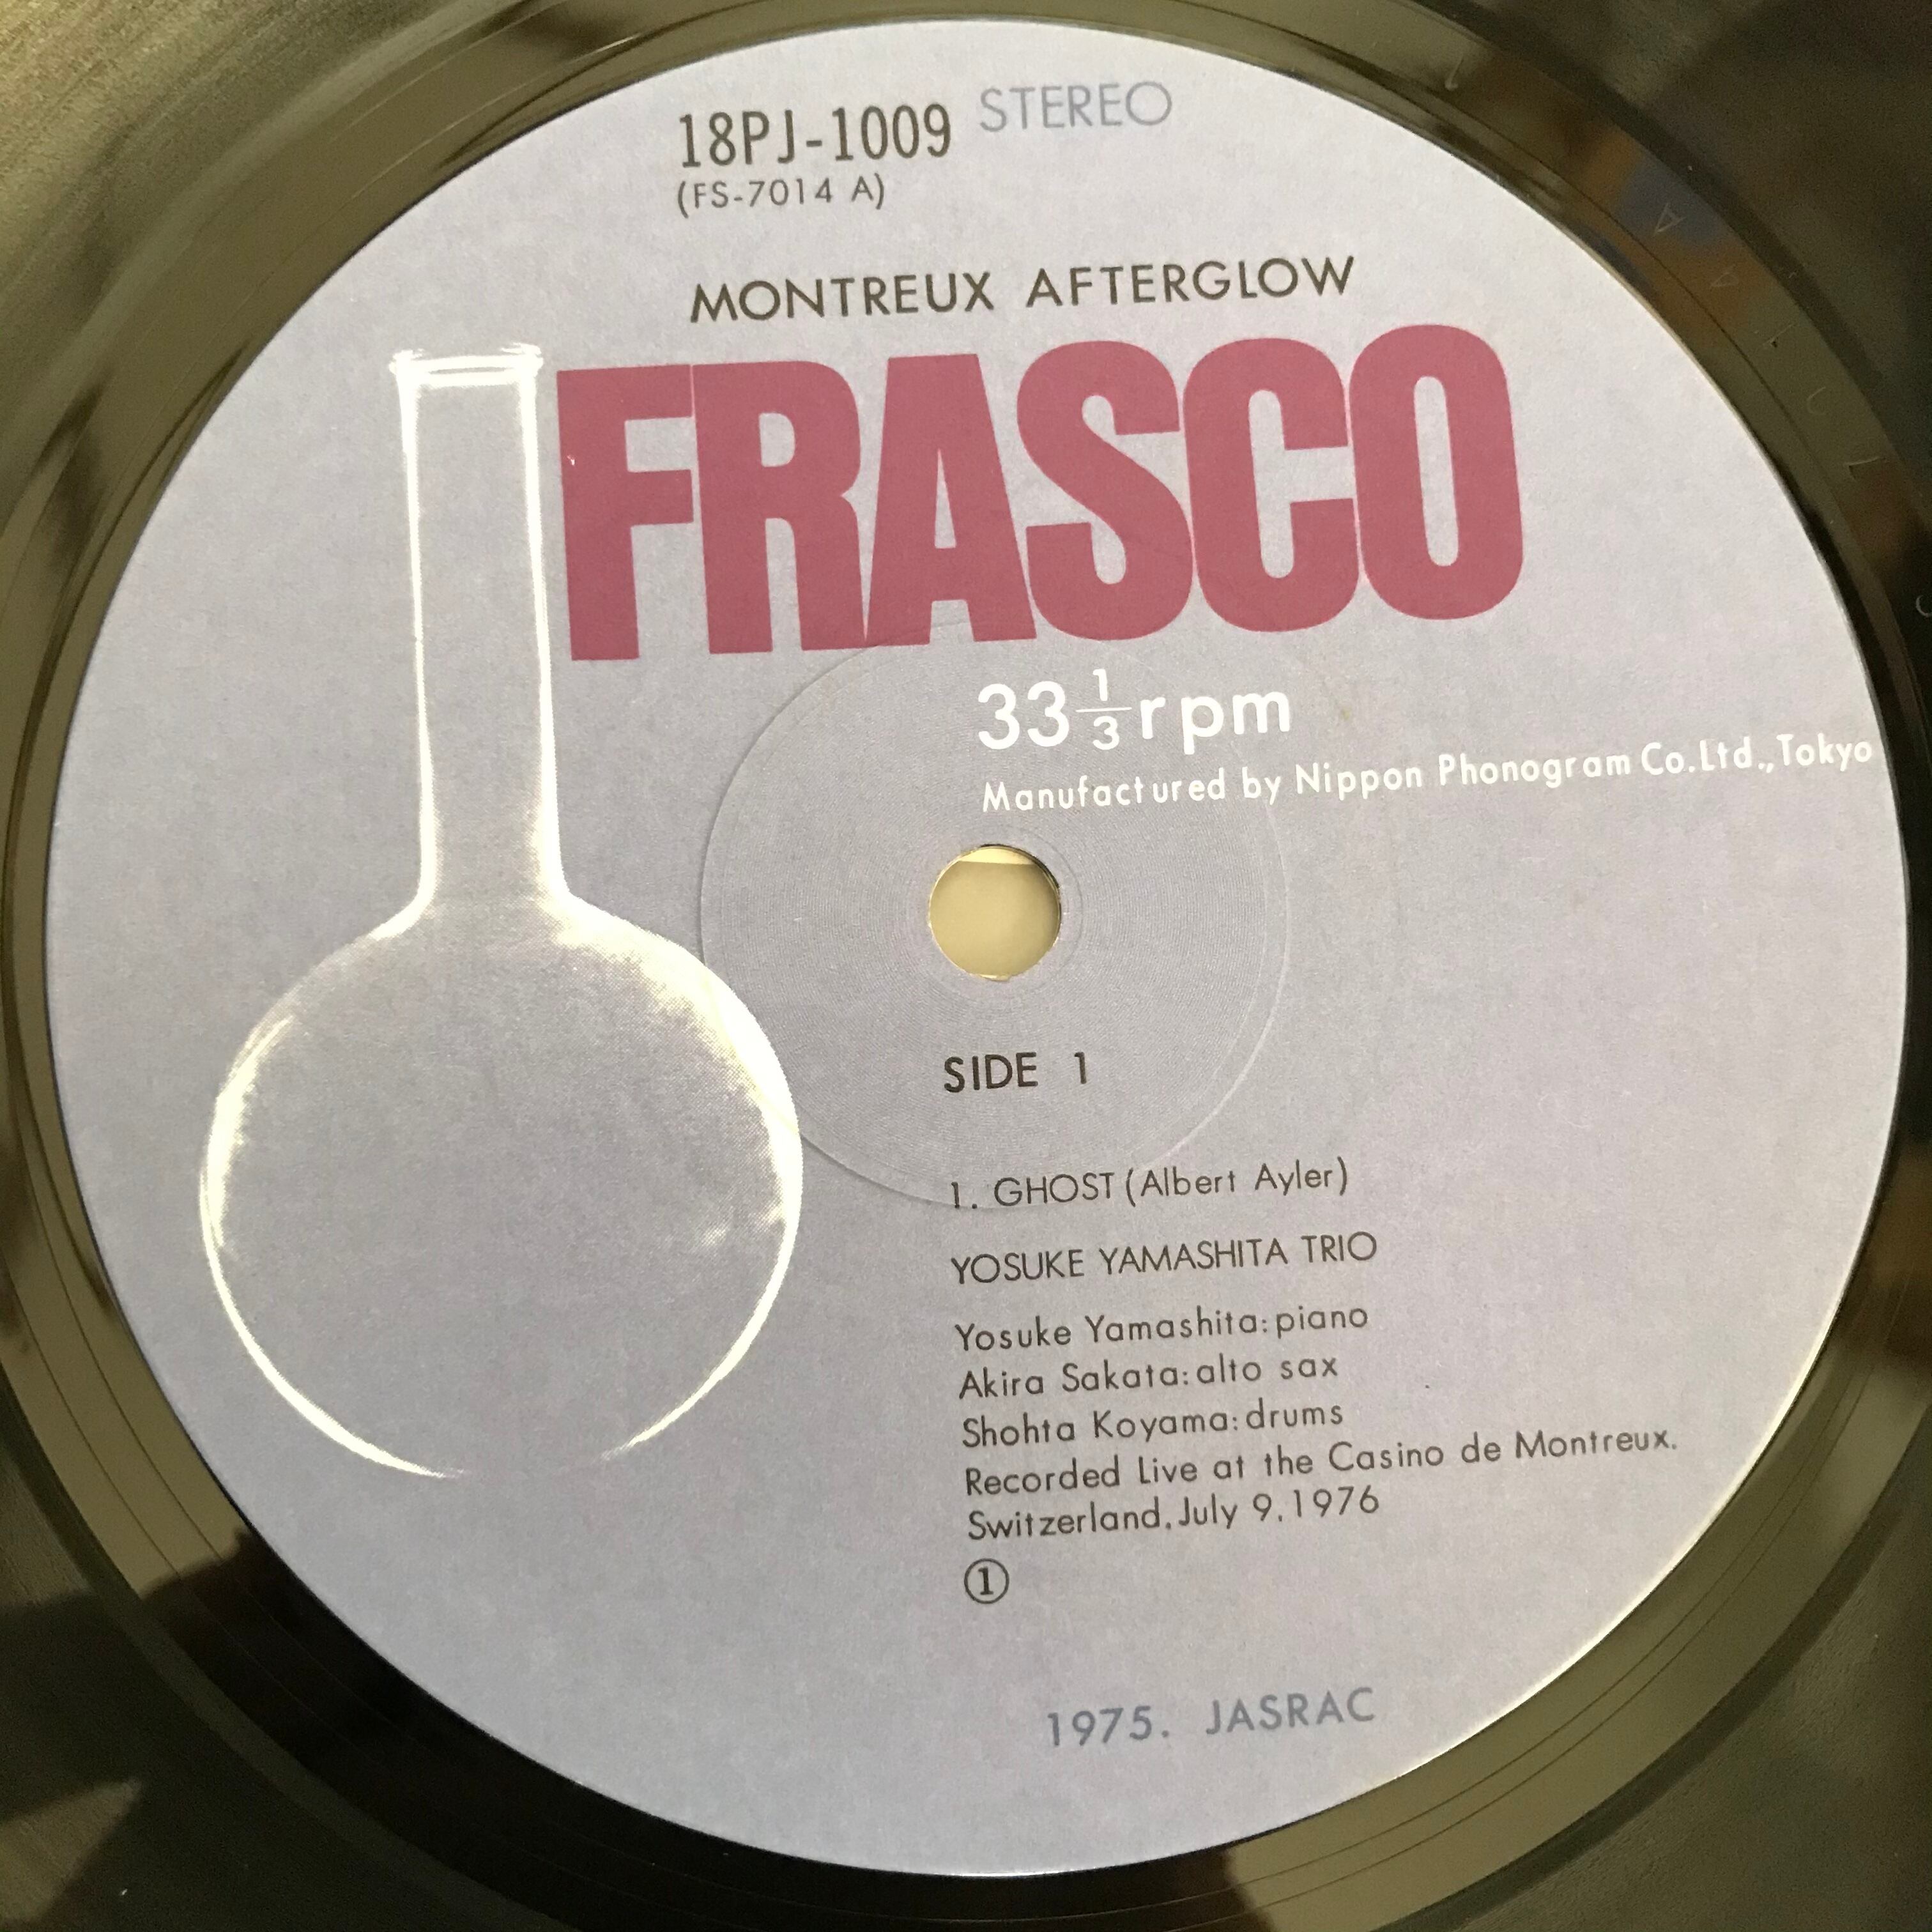 18PJ-1009 STEREO
(FS-7014 A)
MONTREUX AFTERGLOW
FRASCO
33 1/3 rpm
Manufactured by Nippon Phonogram Co.Ltd.,Tokyo
SIDE 1
1. GHOST (Albert Ayler)
YOSUKE YAMASHITA TRIO
Yosuke Yamashita:piano
Akira Sakata:alto sax
Shohta Koyama:drums
Recorded Live at the Casino de Montreux.
Switzerland.July 9.1976
①
1975. JASRAC